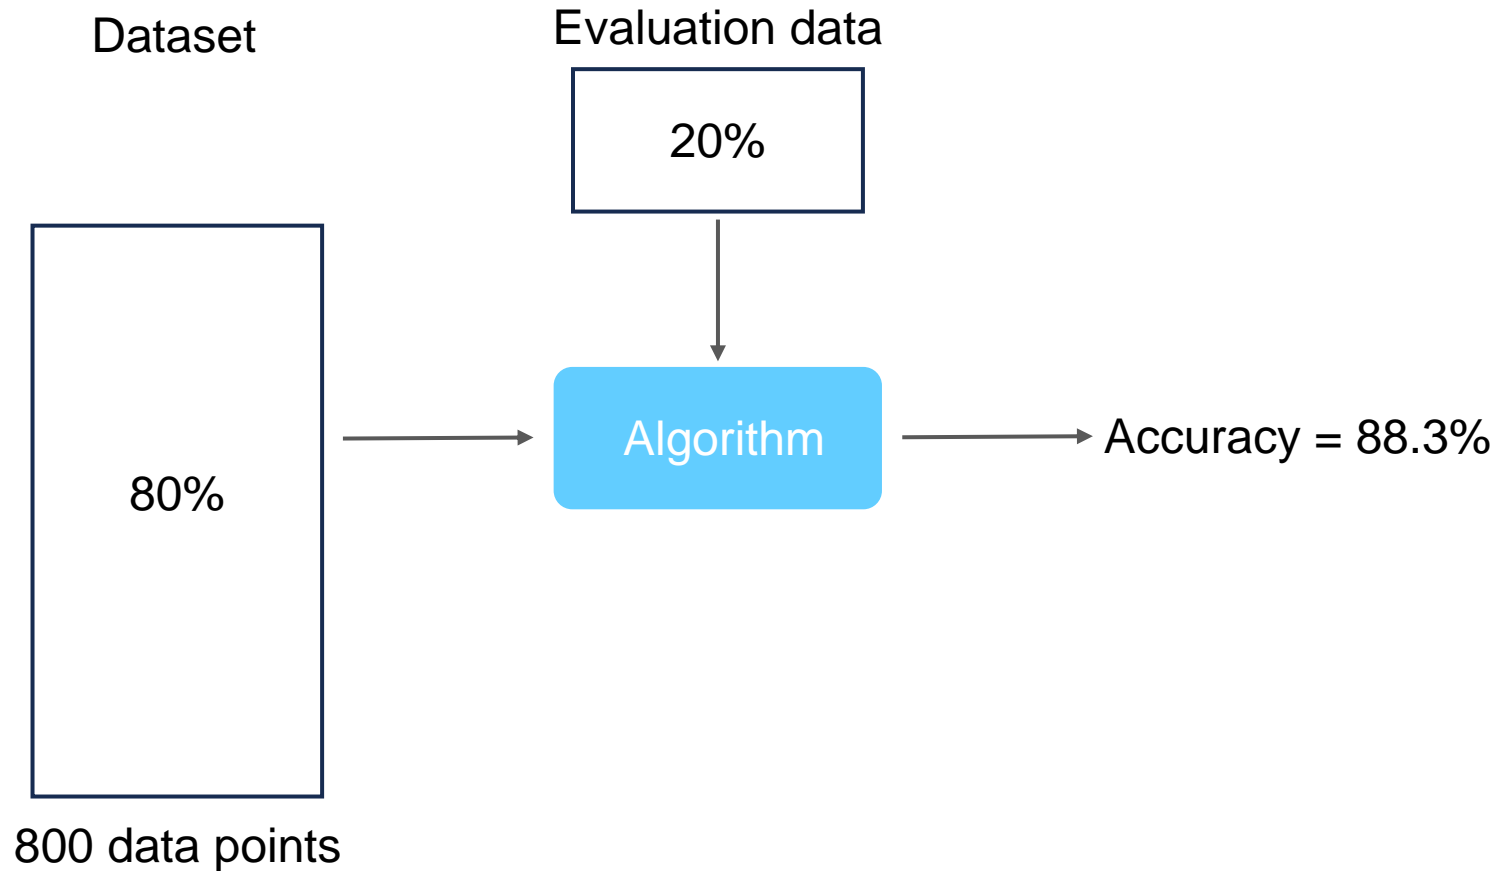 Dataset
Evaluation data
20%
80%
Algorithm
Accuracy = 88.3%
800 data points